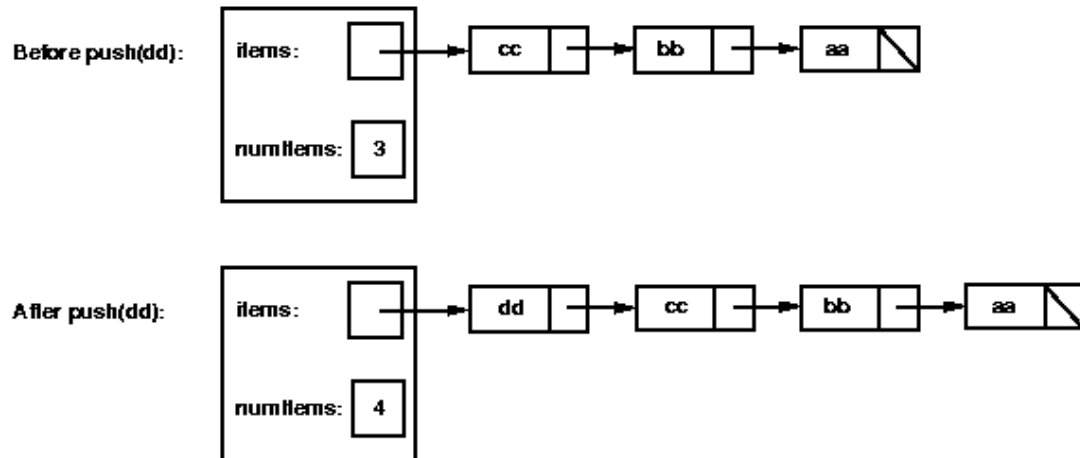 Before push(dd): items: cc bb aa
numItems: 3
After push(dd): items: dd cc bb aa
numItems: 4